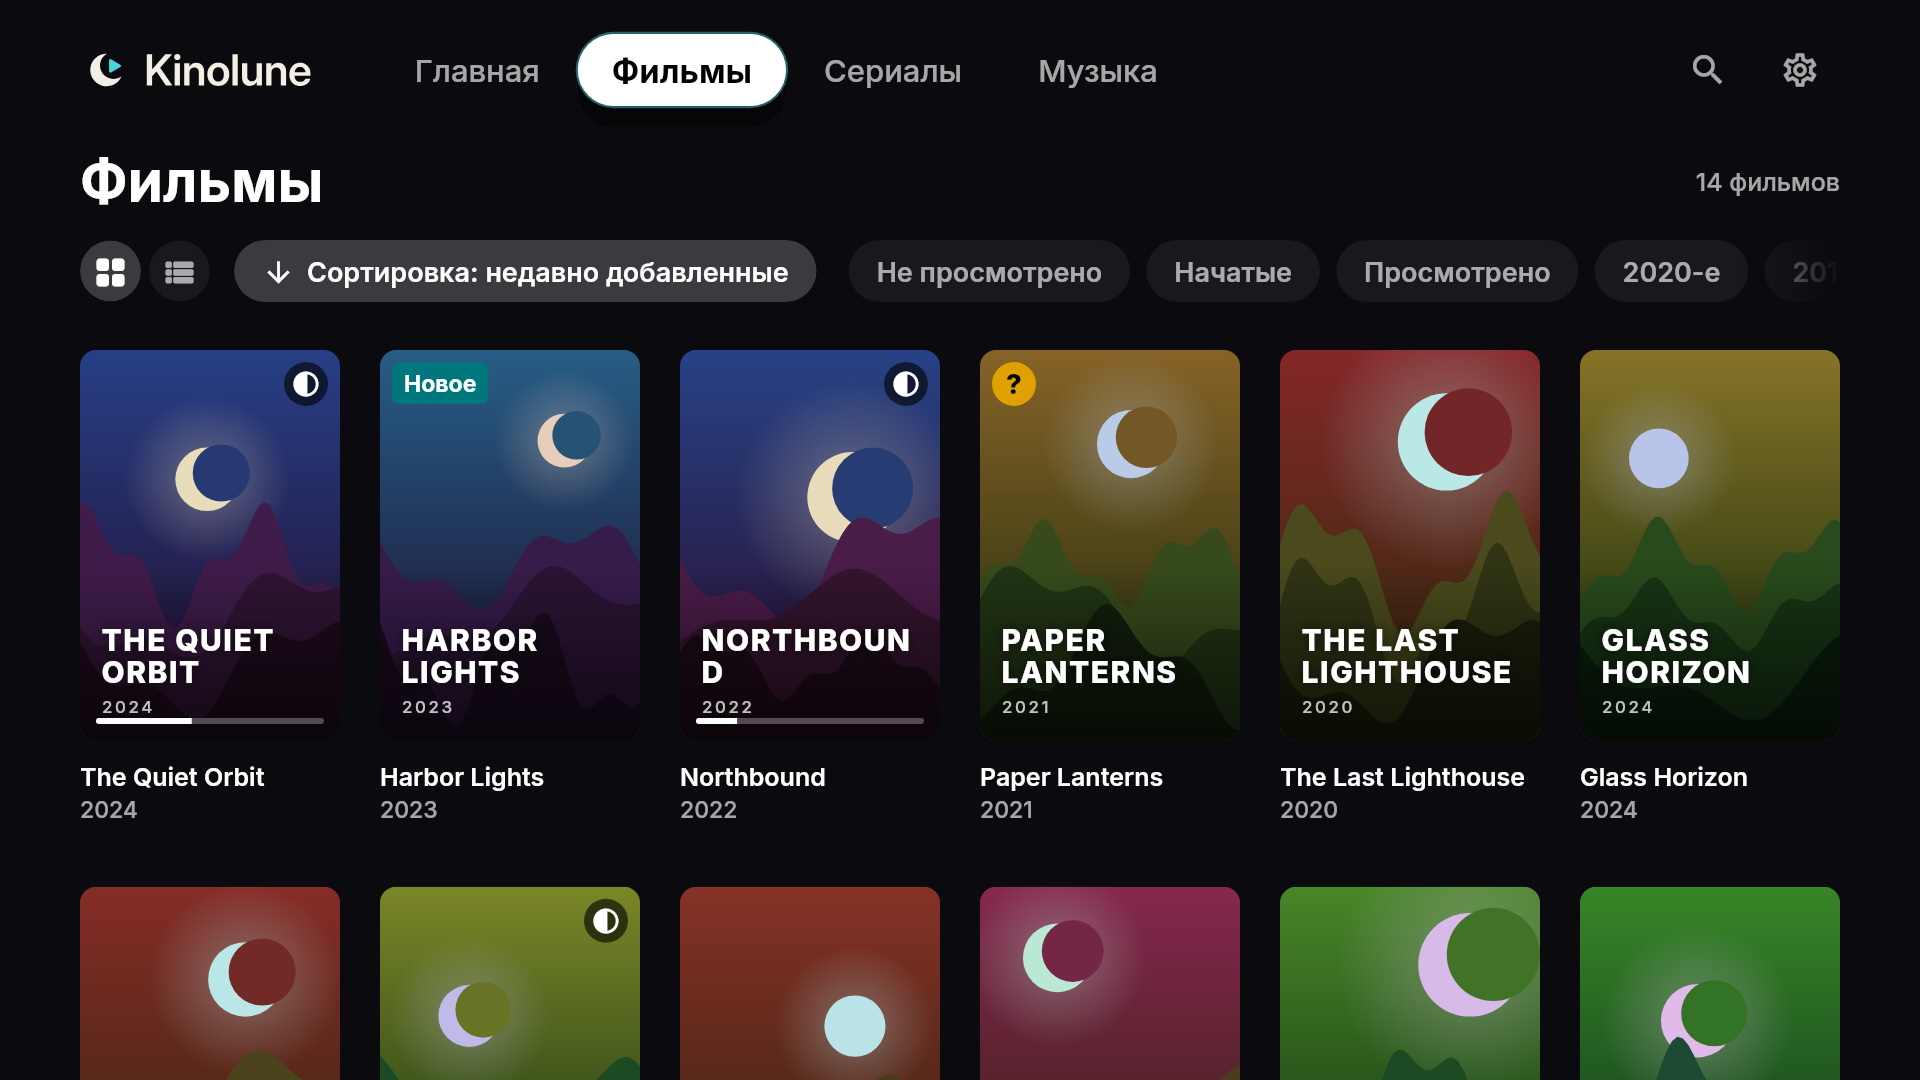 Kinolune
Главная
Фильмы
Сериалы
Музыка
Фильмы
14 фильмов
Сортировка: недавно добавленные
Не просмотрено
Начатые
Просмотрено
2020-е
THE QUIET
ORBIT
2024
Новое
HARBOR
LIGHTS
2023
NORTHBOUN
D
2022
?
PAPER
LANTERNS
2021
THE LAST
LIGHTHOUSE
2020
GLASS
HORIZON
2024
The Quiet Orbit
2024
Harbor Lights
2023
Northbound
2022
Paper Lanterns
2021
The Last Lighthouse
2020
Glass Horizon
2024